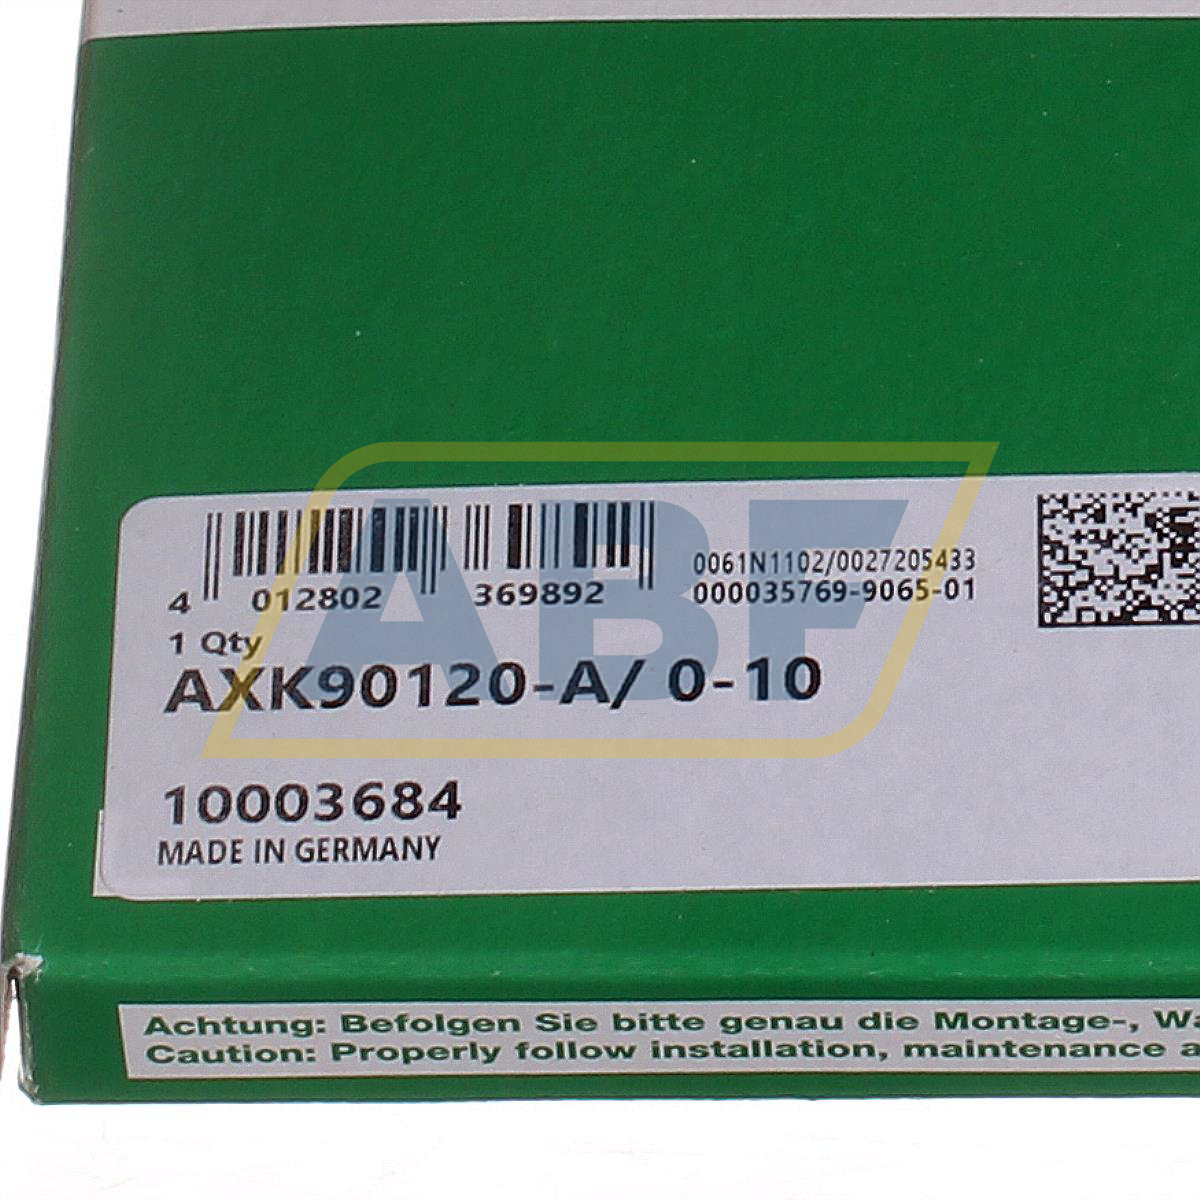 0061N1102/0027205433
000035769-9065-01
4 012802 369892
1 Qty
AXK90120-A/ 0-10
ABF
10003684
MADE IN GERMANY
Achtung: Befolgen Sie bitte genau die Montage-,
Caution: Properly follow installation, maintenance